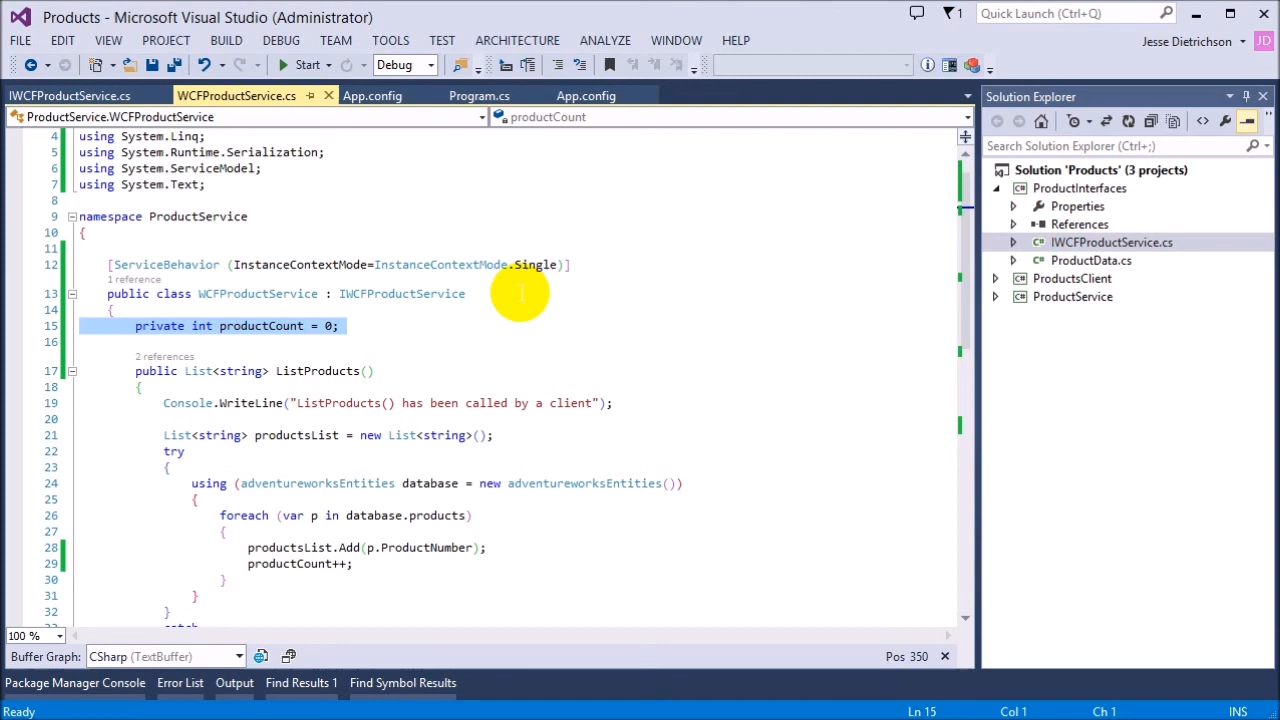 Products - Microsoft Visual Studio (Administrator)
1
Quick Launch (Ctrl+Q)
FILE EDIT VIEW PROJECT BUILD DEBUG TEAM TOOLS TEST ARCHITECTURE ANALYZE WINDOW HELP
Jesse Dietrichson JD
Start Debug
IWCFProductService.cs WCFProductService.cs App.config Program.cs App.config
ProductService.WCFProductService productCount
4 using System.Linq;
5 using System.Runtime.Serialization;
6 using System.ServiceModel;
7 using System.Text;
8
9 namespace ProductService
10 {
11
12 [ServiceBehavior (InstanceContextMode=InstanceContextMode.Single)]
1 reference
13 public class WCFProductService : IWCFProductService
14 {
15 private int productCount = 0;
16
2 references
17 public List<string> ListProducts()
18 {
19 Console.WriteLine("ListProducts() has been called by a client");
20
21 List<string> productsList = new List<string>();
22 try
23 {
24 using (adventureworksEntities database = new adventureworksEntities())
25 {
26 foreach (var p in database.products)
27 {
28 productsList.Add(p.ProductNumber);
29 productCount++;
30 }
31 }
32 }
100 %
Buffer Graph: CSharp (TextBuffer) Pos 350
Solution Explorer
Search Solution Explorer (Ctrl+;)
Solution 'Products' (3 projects)
ProductInterfaces
Properties
References
IWCFProductService.cs
ProductData.cs
ProductsClient
ProductService
Package Manager Console Error List Output Find Results 1 Find Symbol Results
Ready Ln 15 Col 1 Ch 1 INS